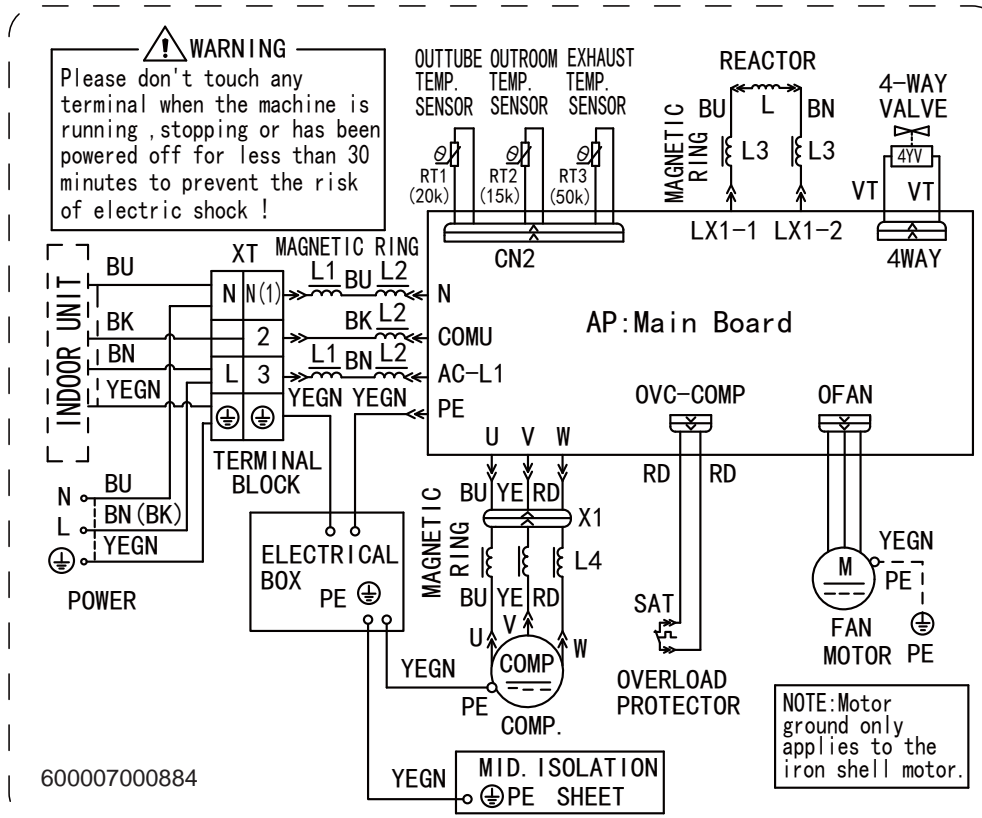 WARNING
Please don't touch any
terminal when the machine is
running ,stopping or has been
powered off for less than 30
minutes to prevent the risk
of electric shock !
OUTTUBE OUTROOM EXHAUST
TEMP. TEMP. TEMP.
SENSOR SENSOR SENSOR
θ θ θ
RT1 RT2 RT3
(20k) (15k) (50k)
CN2
REACTOR
BU L BN
MAGNETIC
RING
L3 L3
LX1-1 LX1-2
4-WAY
VALVE
4YV
VT VT
4WAY
INDOOR UNIT
BU
BK
BN
YEGN
XT
N N(1)
2
L 3
TERMINAL
BLOCK
MAGNETIC RING
L1 BU L2
BK L2
L1 BN L2
YEGN YEGN
N
COMU
AC-L1
PE
AP:Main Board
U V W
OVC-COMP
OFAN
N BU
L BN(BK)
YEGN
POWER
ELECTRICAL
BOX
PE
MAGNETIC
RING
BU YE RD
X1
L4
BU YE RD
U V W
COMP
YEGN
PE
COMP.
RD RD
SAT
OVERLOAD
PROTECTOR
M
YEGN
PE
FAN
MOTOR PE
NOTE:Motor
ground only
applies to the
iron shell motor.
YEGN
MID. ISOLATION
PE SHEET
600007000884